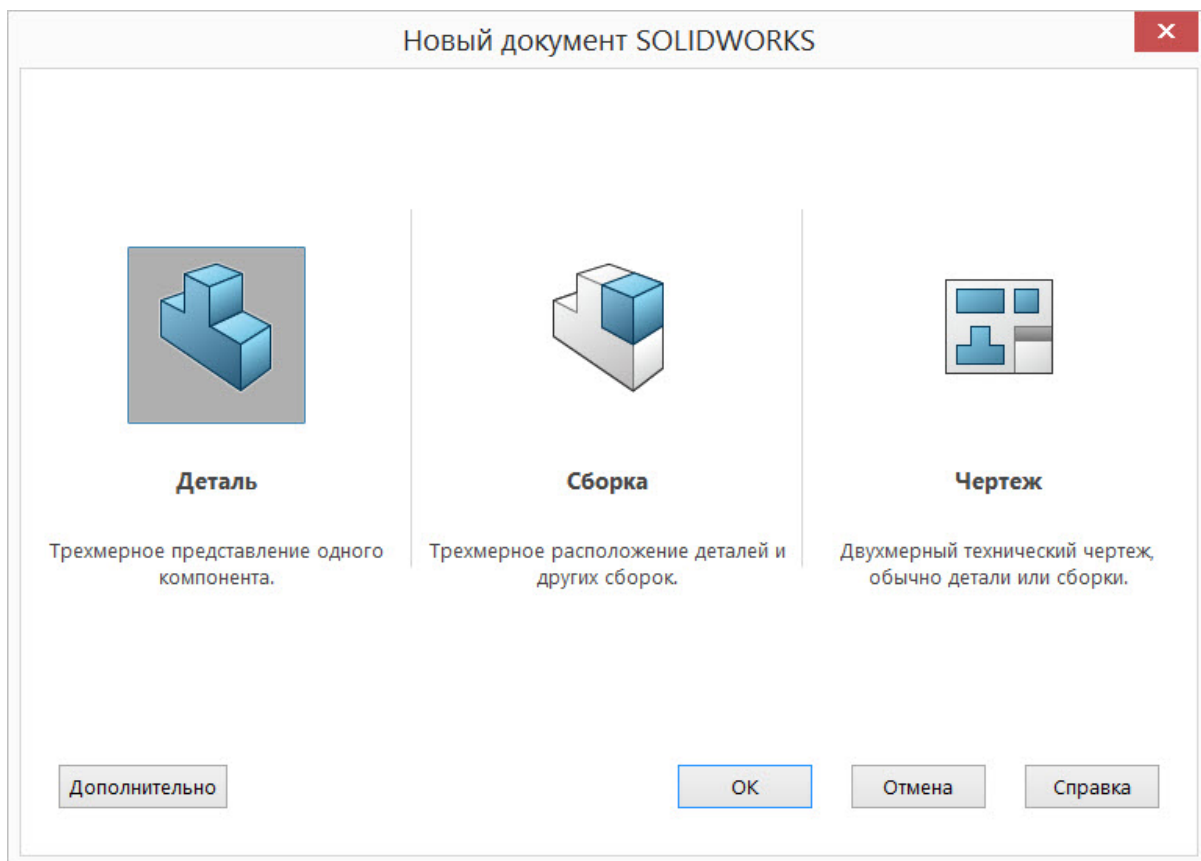 Новый документ SOLIDWORKS
Деталь
Трехмерное представление одного
компонента.
Сборка
Трехмерное расположение деталей и
других сборок.
Чертеж
Двухмерный технический чертеж,
обычно детали или сборки.
Дополнительно
OK
Отмена
Справка